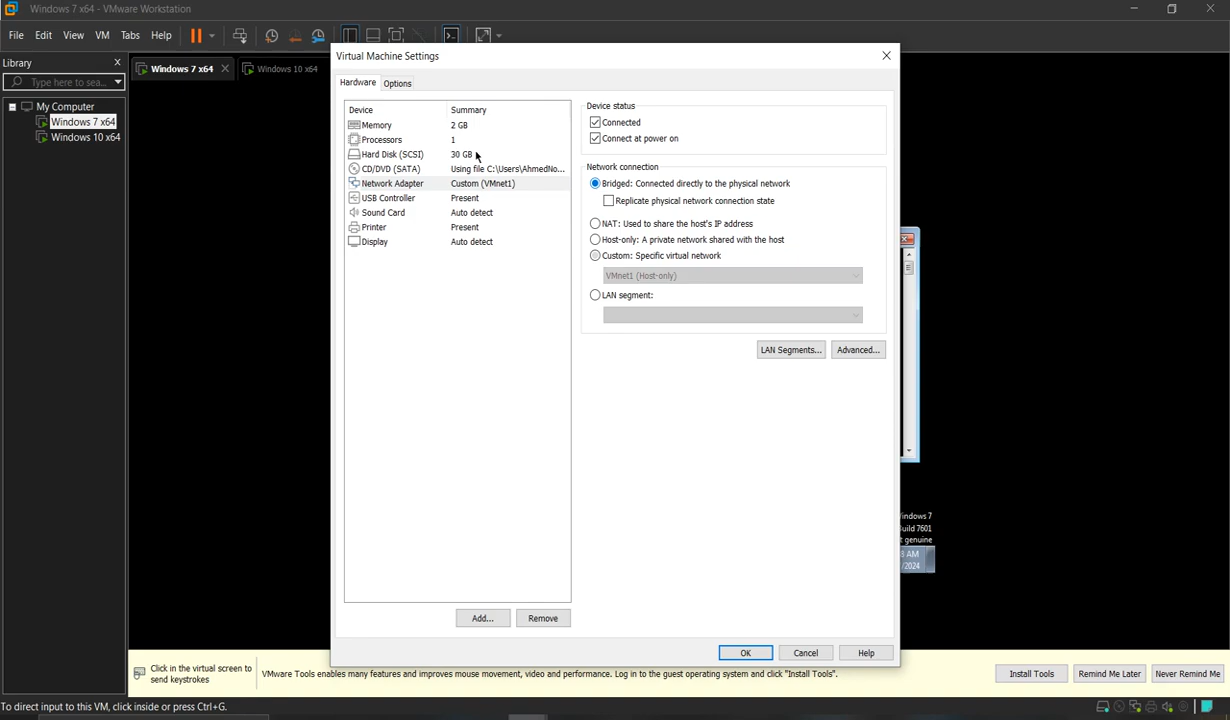 Windows 7 x64 - VMware Workstation
File Edit View VM Tabs Help
Library
Type here to sea...
My Computer
Windows 7 x64
Windows 10 x64
Windows 7 x64
Windows 10 x64
Virtual Machine Settings
Hardware Options
Device Summary
Memory 2 GB
Processors 1
Hard Disk (SCSI) 30 GB
CD/DVD (SATA) Using file C:\Users\AhmedNo...
Network Adapter Custom (VMnet1)
USB Controller Present
Sound Card Auto detect
Printer Present
Display Auto detect
Add... Remove
Device status
Connected
Connect at power on
Network connection
Bridged: Connected directly to the physical network
Replicate physical network connection state
NAT: Used to share the host's IP address
Host-only: A private network shared with the host
Custom: Specific virtual network
VMnet1 (Host-only)
LAN segment:
LAN Segments... Advanced...
OK Cancel Help
indows 7
uild 7601
t genuine
8 AM
/2024
Click in the virtual screen to
send keystrokes
VMware Tools enables many features and improves mouse movement, video and performance. Log in to the guest operating system and click "Install Tools".
Install Tools Remind Me Later Never Remind Me
To direct input to this VM, click inside or press Ctrl+G.